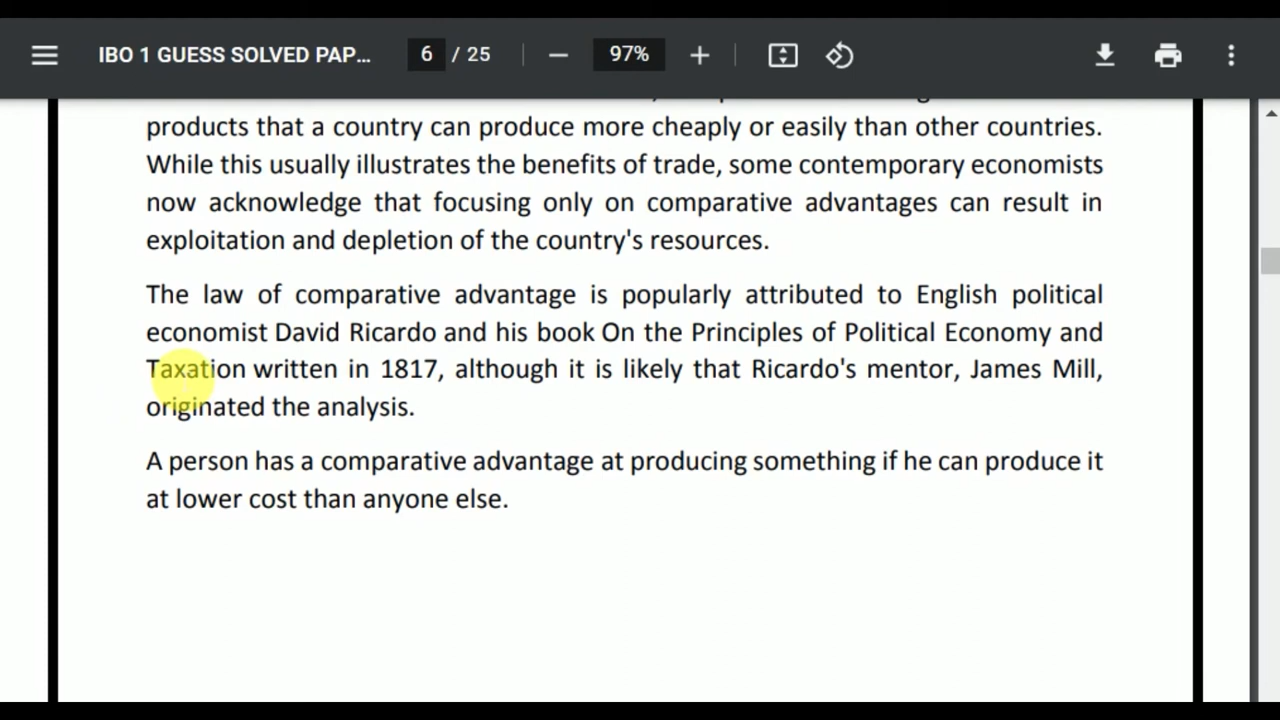 IBO 1 GUESS SOLVED PAP... 6 / 25 97%
products that a country can produce more cheaply or easily than other countries.
While this usually illustrates the benefits of trade, some contemporary economists
now acknowledge that focusing only on comparative advantages can result in
exploitation and depletion of the country's resources.
The law of comparative advantage is popularly attributed to English political
economist David Ricardo and his book On the Principles of Political Economy and
Taxation written in 1817, although it is likely that Ricardo's mentor, James Mill,
originated the analysis.
A person has a comparative advantage at producing something if he can produce it
at lower cost than anyone else.